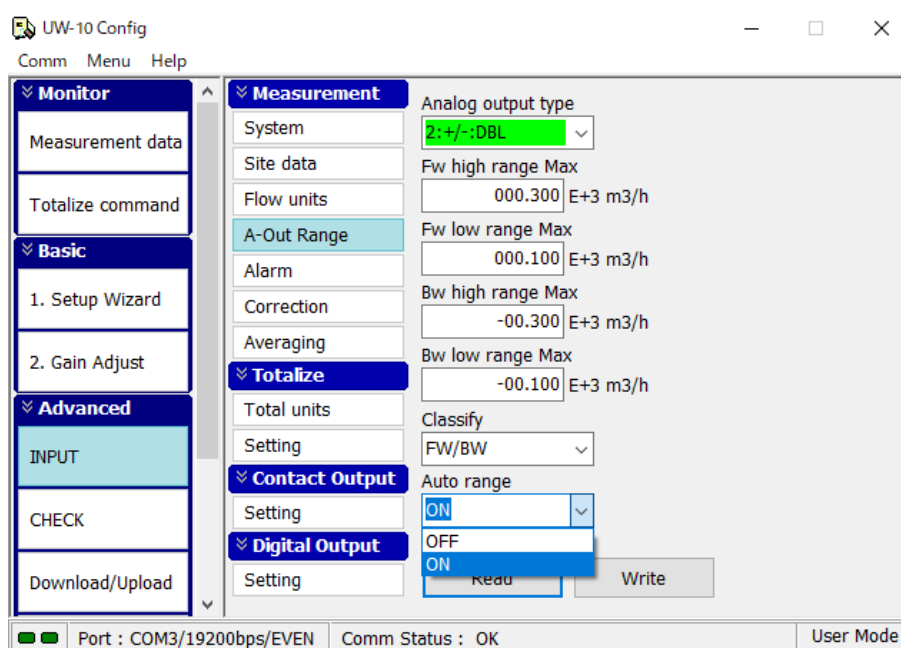 UW-10 Config
Comm Menu Help
Monitor
Measurement data
Totalize command
Basic
1. Setup Wizard
2. Gain Adjust
Advanced
INPUT
CHECK
Download/Upload
Measurement
System
Site data
Flow units
A-Out Range
Alarm
Correction
Averaging
Totalize
Total units
Setting
Contact Output
Setting
Digital Output
Setting
Analog output type
2:+/-:DBL
Fw high range Max
000.300 E+3 m3/h
Fw low range Max
000.100 E+3 m3/h
Bw high range Max
-00.300 E+3 m3/h
Bw low range Max
-00.100 E+3 m3/h
Classify
FW/BW
Auto range
ON
OFF
ON
Read Write
Port : COM3/19200bps/EVEN Comm Status : OK User Mode